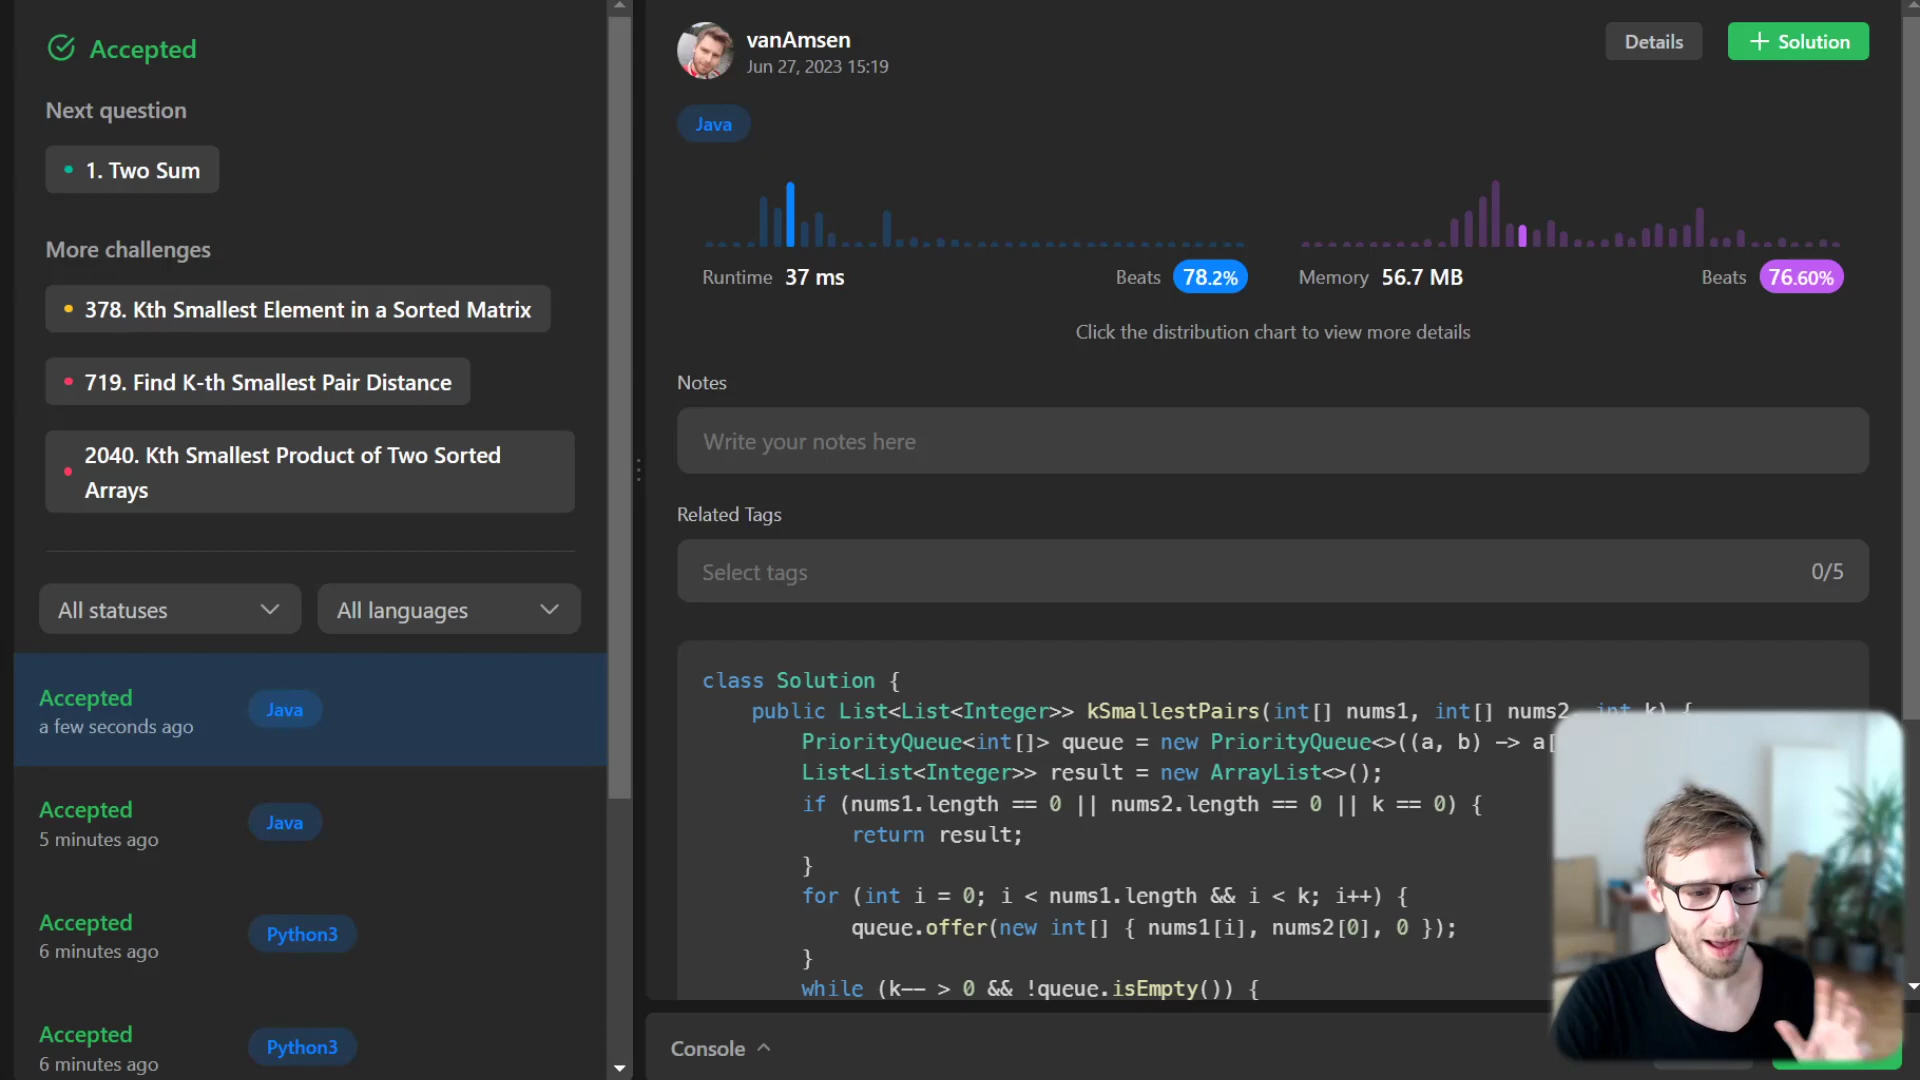 Accepted
Next question
1. Two Sum
More challenges
378. Kth Smallest Element in a Sorted Matrix
719. Find K-th Smallest Pair Distance
2040. Kth Smallest Product of Two Sorted
Arrays
All statuses
All languages
Accepted
a few seconds ago
Java
Accepted
5 minutes ago
Java
Accepted
6 minutes ago
Python3
Accepted
6 minutes ago
Python3
vanAmsen
Jun 27, 2023 15:19
Details
+ Solution
Java
Runtime 37 ms
Beats 78.2%
Memory 56.7 MB
Beats 76.60%
Click the distribution chart to view more details
Notes
Write your notes here
Related Tags
Select tags
0/5
class Solution {
public List<List<Integer>> kSmallestPairs(int[] nums1, int[] nums2, int k) {
PriorityQueue<int[]> queue = new PriorityQueue<>((a, b) -> a[
List<List<Integer>> result = new ArrayList<>();
if (nums1.length == 0 || nums2.length == 0 || k == 0) {
return result;
}
for (int i = 0; i < nums1.length && i < k; i++) {
queue.offer(new int[] { nums1[i], nums2[0], 0 });
}
while (k-- > 0 && !queue.isEmpty()) {
Console